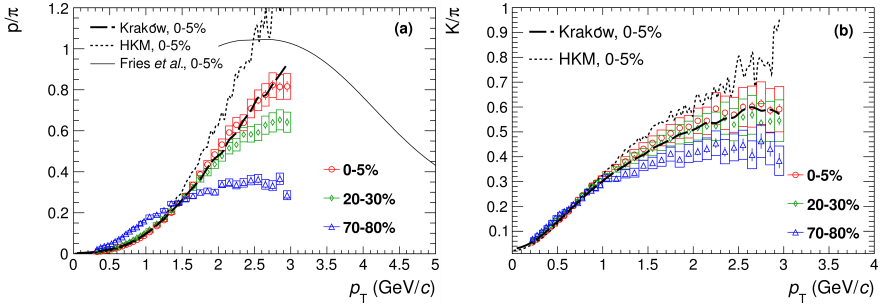 p/π
1.2
1
0.8
0.6
0.4
0.2
0
Kraków, 0-5%
HKM, 0-5%
Fries et al., 0-5%
(a)
0-5%
20-30%
70-80%
0 0.5 1 1.5 2 2.5 3 3.5 4 4.5 5
p_T (GeV/c)
K/π
0.9
0.8
0.7
0.6
0.5
0.4
0.3
0.2
0.1
0
Kraków, 0-5%
HKM, 0-5%
(b)
0-5%
20-30%
70-80%
0 0.5 1 1.5 2 2.5 3 3.5 4
p_T (GeV/c)